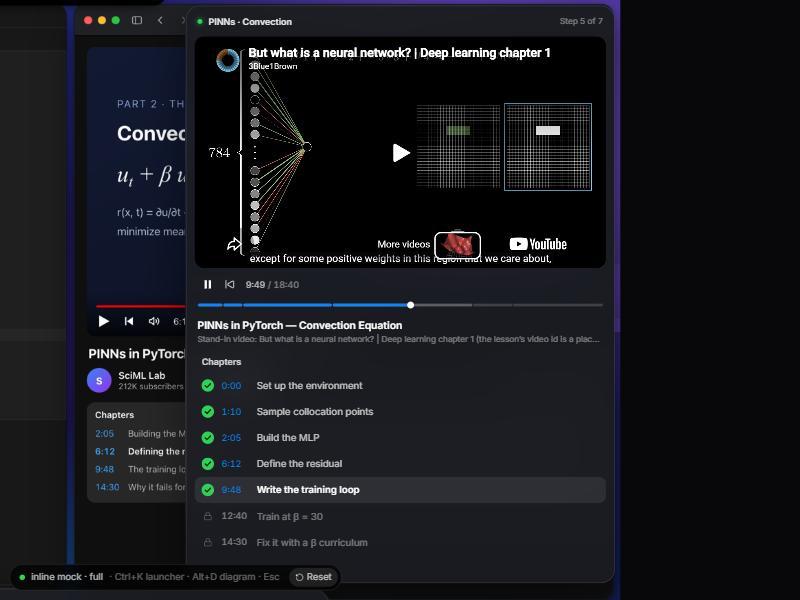 PINNs · Convection
Step 5 of 7
But what is a neural network? | Deep learning chapter 1
3Blue1Brown
784
More videos
YouTube
except for some positive weights in this region that we care about,
9:49 / 18:40
PINNs in PyTorch — Convection Equation
Stand-in video: But what is a neural network? | Deep learning chapter 1 (the lesson's video id is a plac...
Chapters
0:00 Set up the environment
1:10 Sample collocation points
2:05 Build the MLP
6:12 Define the residual
9:48 Write the training loop
12:40 Train at β = 30
14:30 Fix it with a β curriculum
PART 2 · TH
Convec
uₜ + β u
r(x, t) = ∂u/∂t
minimize mea
6:1
PINNs in PyTorc
S
SciML Lab
212K subscribers
Chapters
2:05 Building the M
6:12 Defining the r
9:48 The training lo
14:30 Why it fails for
inline mock · full · Ctrl+K launcher · Alt+D diagram · Esc
Reset